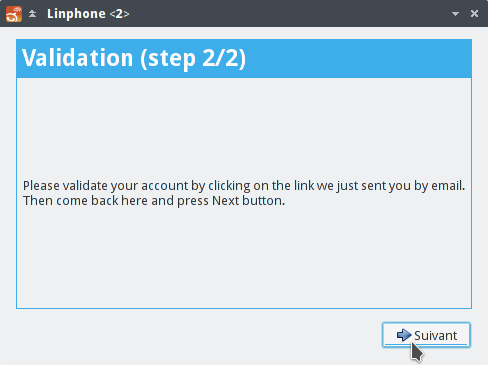 Linphone <2>
Validation (step 2/2)
Please validate your account by clicking on the link we just sent you by email.
Then come back here and press Next button.
Suivant